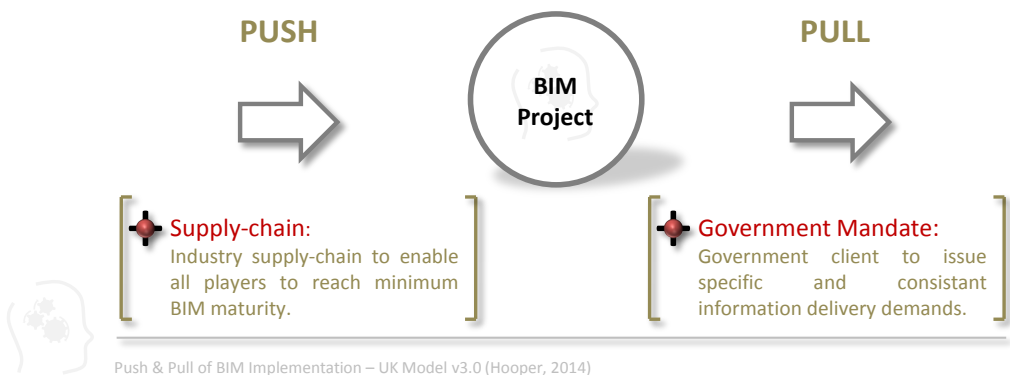 PUSH
PULL
BIM
Project
Supply-chain:
Industry supply-chain to enable
all players to reach minimum
BIM maturity.
Government Mandate:
Government client to issue
specific and consistant
information delivery demands.
Push & Pull of BIM Implementation – UK Model v3.0 (Hooper, 2014)